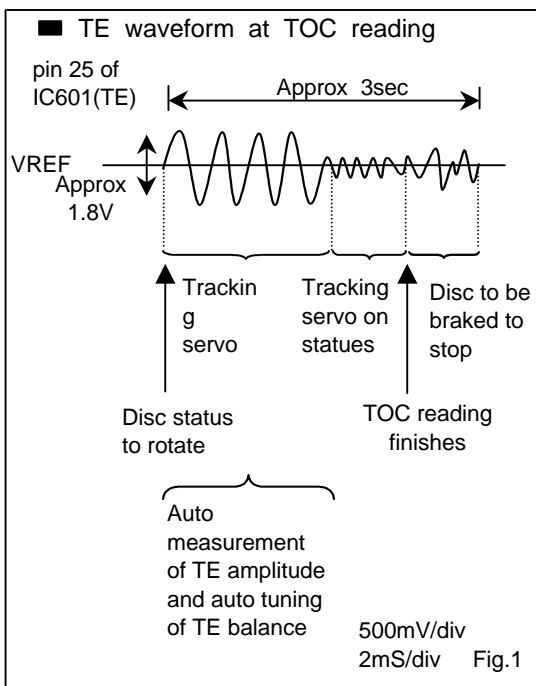 TE waveform at TOC reading
pin 25 of
IC601(TE)
Approx 3sec
VREF
Approx
1.8V
Trackin
g
servo
Tracking
servo on
statues
Disc to be
braked to
stop
Disc status
to rotate
TOC reading
finishes
Auto
measurement
of TE amplitude
and auto tuning
of TE balance
500mV/div
2mS/div Fig.1